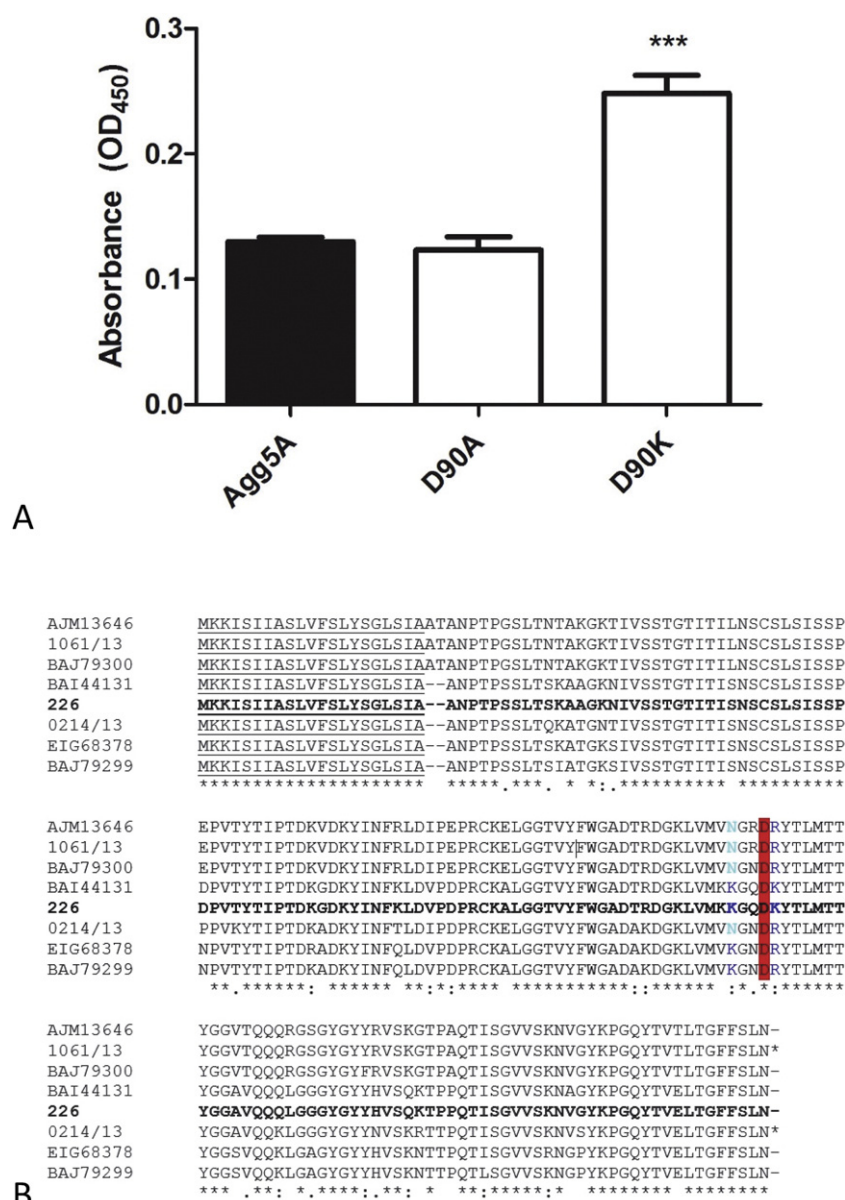 0.3
***
0.2
0.1
0.0
Absorbance (OD450)
Agg5A
D90A
D90K
A
AJM13646 MKKISIIASLVFSLYSGLSIAATANPTPGSLTNTAKGKTIVSSTGTITILNSCSLSISSP
1061/13 MKKISIIASLVFSLYSGLSIAATANPTPGSLTNTAKGKTIVSSTGTITILNSCSLSISSP
BAJ79300 MKKISIIASLVFSLYSGLSIAATANPTPGSLTNTAKGKTIVSSTGTITILNSCSLSISSP
BAI44131 MKKISIIASLVFSLYSGLSIA--ANPTPSSLTSKAAGKNIVSSTGTITISNSCSLSISSP
226 MKKISIIASLVFSLYSGLSIA--ANPTPSSLTSKAAGKNIVSSTGTITISNSCSLSISSP
0214/13 MKKISIIASLVFSLYSGLSIA--ANPTPSSLTQKATGNTIVSSTGTITISNSCSLSISSP
EIG68378 MKKISIIASLVFSLYSGLSIA--ANPTPSSLTSKATGKSIVSSTGTITISNSCSLSISSP
BAJ79299 MKKISIIASLVFSLYSGLSIA--ANPTPSSLTSIATGKSIVSSTGTITISNSCSLSISSP
********************* *****.***. * *:.********** **********
AJM13646 EPVTYTIPTDKVDKYINFRLDIPEPRCKELGGTVYFWGADTRDGKLVMVNGRDRYTLMTT
1061/13 EPVTYTIPTDKVDKYINFRLDIPEPRCKELGGTVYFWGADTRDGKLVMVNGRDRYTLMTT
BAJ79300 EPVTYTIPTDKVDKYINFRLDIPEPRCKELGGTVYFWGADTRDGKLVMVNGNDRYTLMTT
BAI44131 DPVTYTIPTDKGDKYINFKLDVPDPRCKALGGTVYFWGADTRDGKLVMKKGQDKYTLMTT
226 DPVTYTIPTDKGDKYINFKLDVPDPRCKALGGTVYFWGADTRDGKLVMKKGQDKYTLMTT
0214/13 PPVKYTIPTDKADKYINFTLDIPDPRCKELGGTVYFWGADAKDGKLVMVNGNDRYTLMTT
EIG68378 NPVTYTIPTDRADKYINFQLDVPDPRCKALGGTVYFWGADAKDGKLVMVKGNDRYTLMTT
BAJ79299 NPVTYTIPTDKADKYINFQLDVPDPRCKALGGTVYFWGADAKDGKLVMVKGNDRYTLMTT
**.******: ****** **:*:**** ***********::****** :*.*:******
AJM13646 YGGVTQQQRGSGYGYYRVSKGTPAQTISGVVSKNVGYKPGQYTVTLTGFFSLN-
1061/13 YGGVTQQQRGSGYGYYRVSKGTPAQTISGVVSKNVGYKPGQYTVTLTGFFSLN*
BAJ79300 YGGVTQQQRGSGYGYFRVSKGTPAQTISGVVSKNVGYKPGQYTVTLTGFFSLN-
BAI44131 YGGAVQQQLGGGYGYYHVSQKTPPQTISGVVSKNAGYKPGQYTVELTGFFSLN-
226 YGGAVQQQLGGGYGYYHVSQKTPPQTISGVVSKNVGYKPGQYTVELTGFFSLN-
0214/13 YGGAVQQKLGGGYGYYNVSKRTPPQTISGVVSKNVSYKPGQYTVELTGFFSLN*
EIG68378 YGGSVQQKLGAGYGYYHVSKNTTPQTISGVVSRNGPYKPGQYTVELTGFFSLN-
BAJ79299 YGGSVQQKLGAGYGYYHVSKNTTPQTLSGVVSRNGPYKPGQYTVELTGFFSLN-
*** .**: *.****:.**: * **:*****:* ******** ********
B